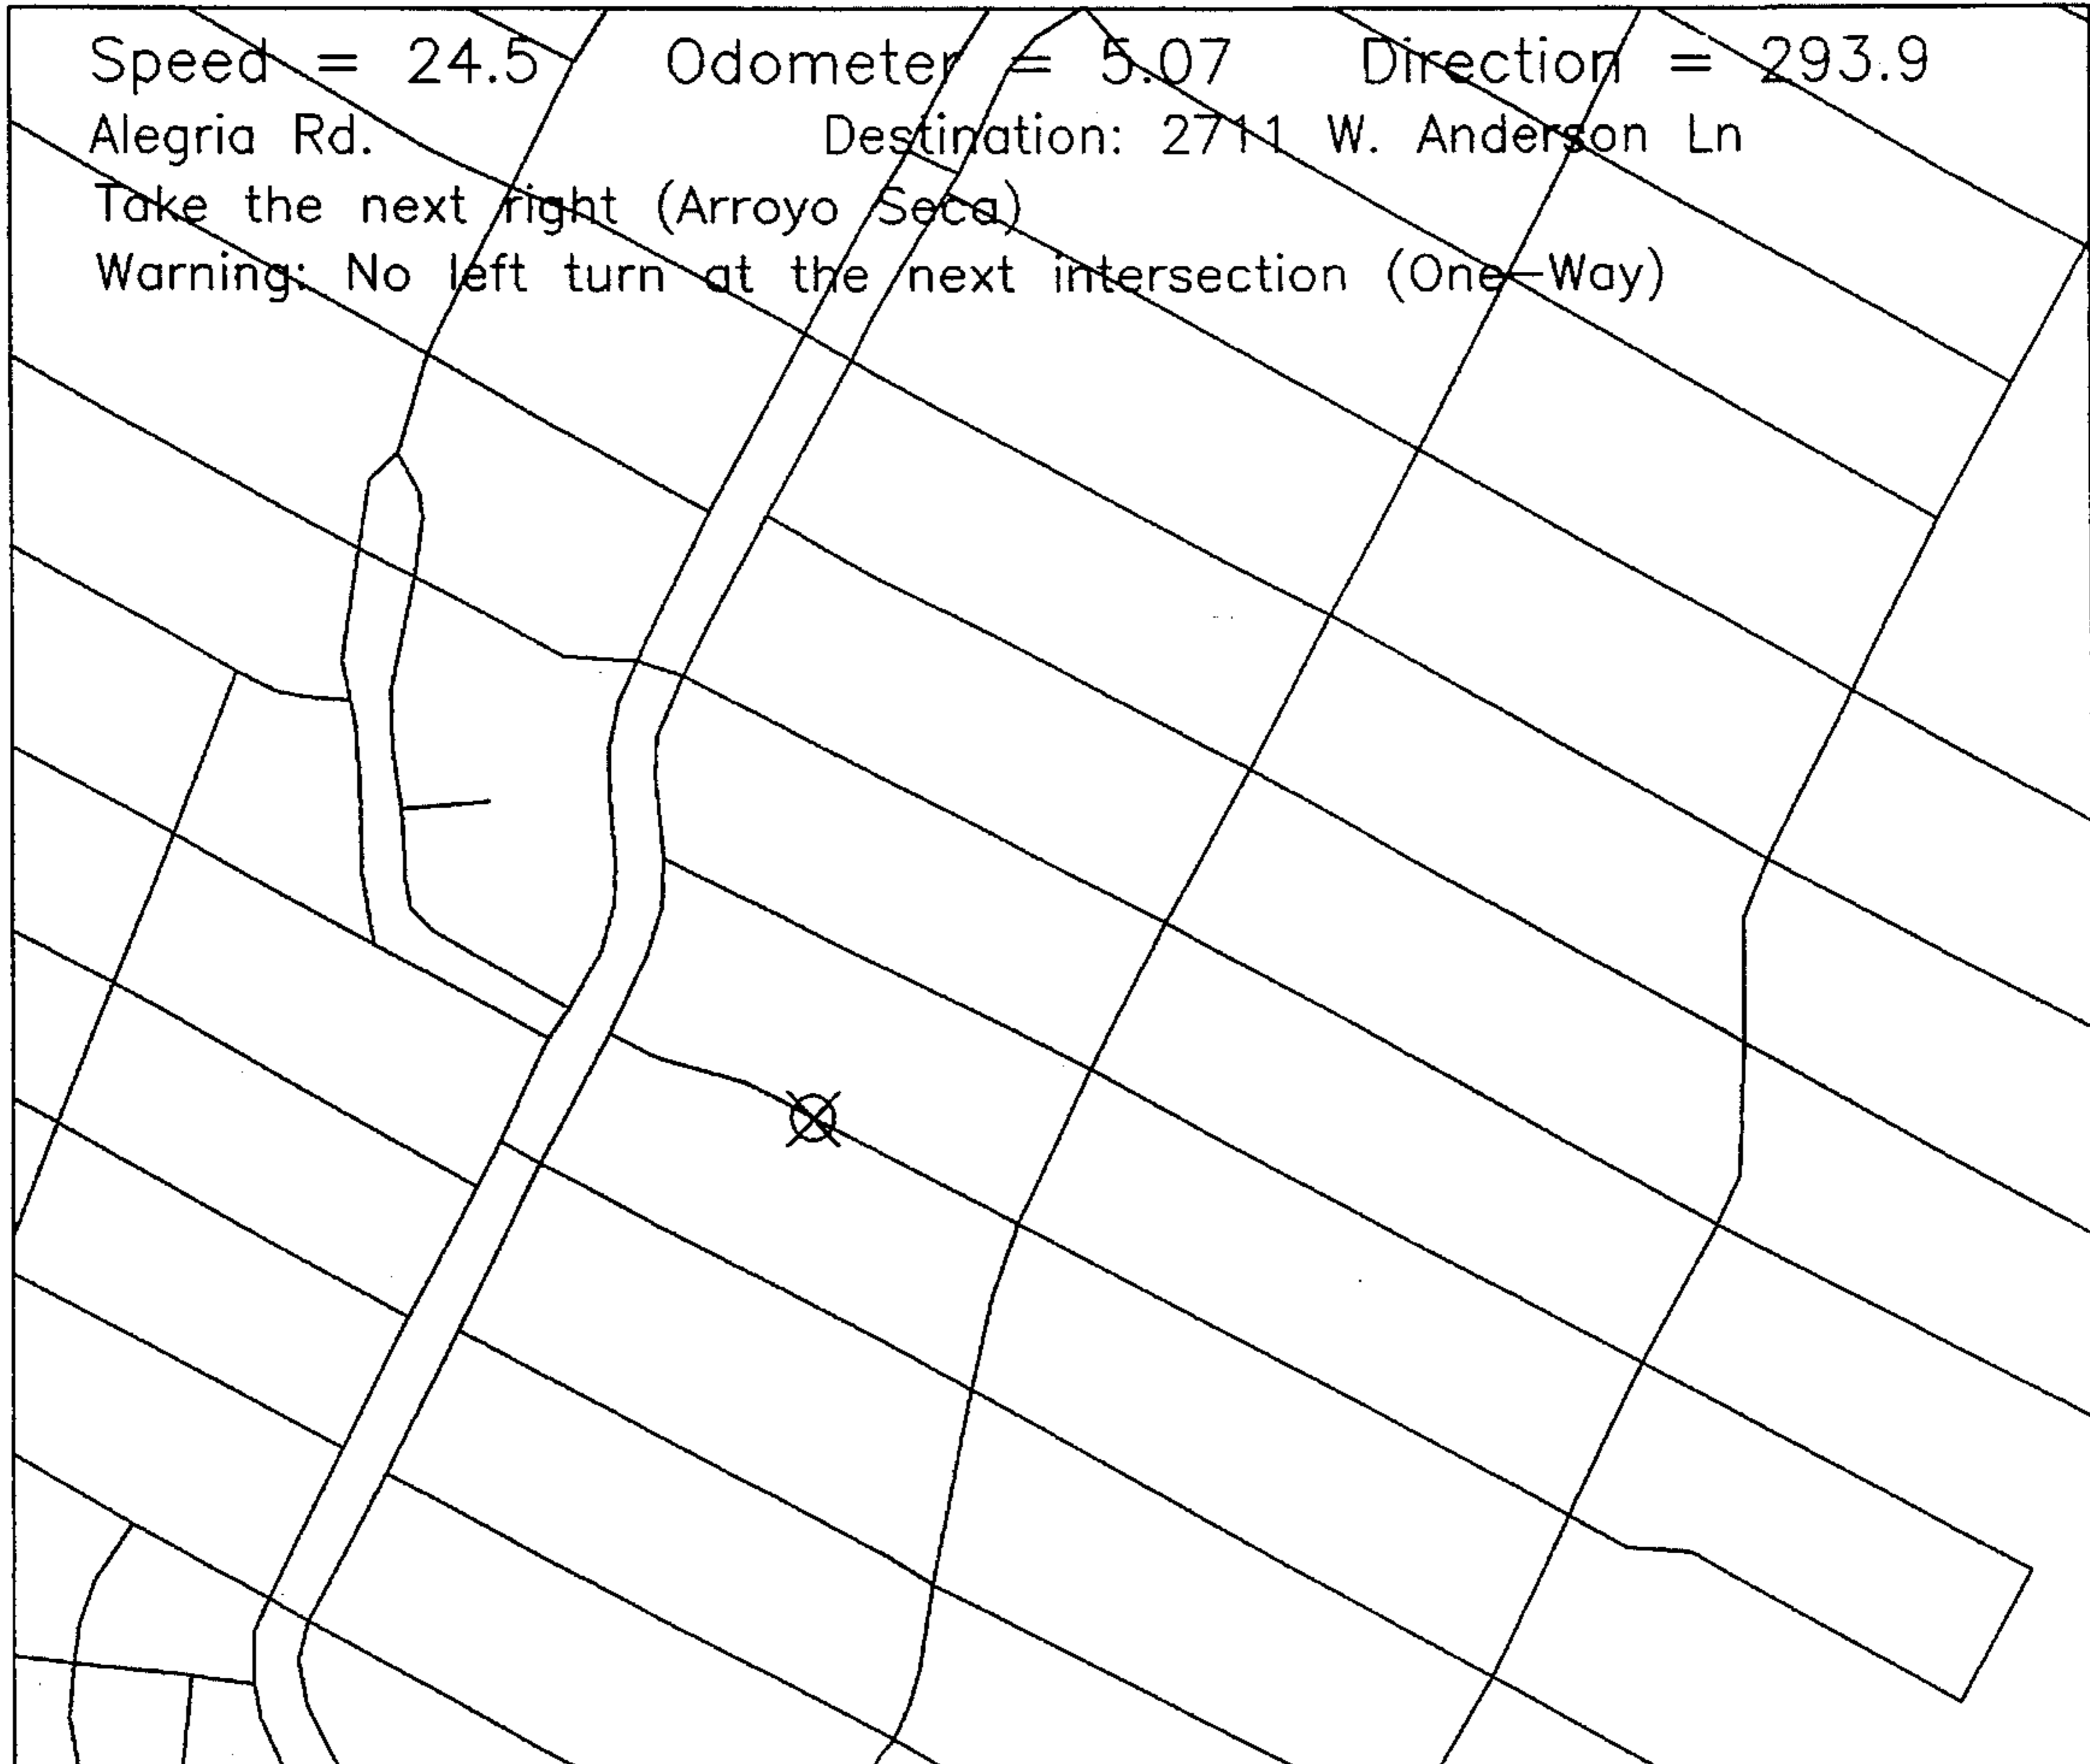 Speed = 24.5 Odometer = 5.07 Direction = 293.9
Alegria Rd. Destination: 2711 W. Anderson Ln
Take the next right (Arroyo Seca)
Warning: No left turn at the next intersection (One-Way)